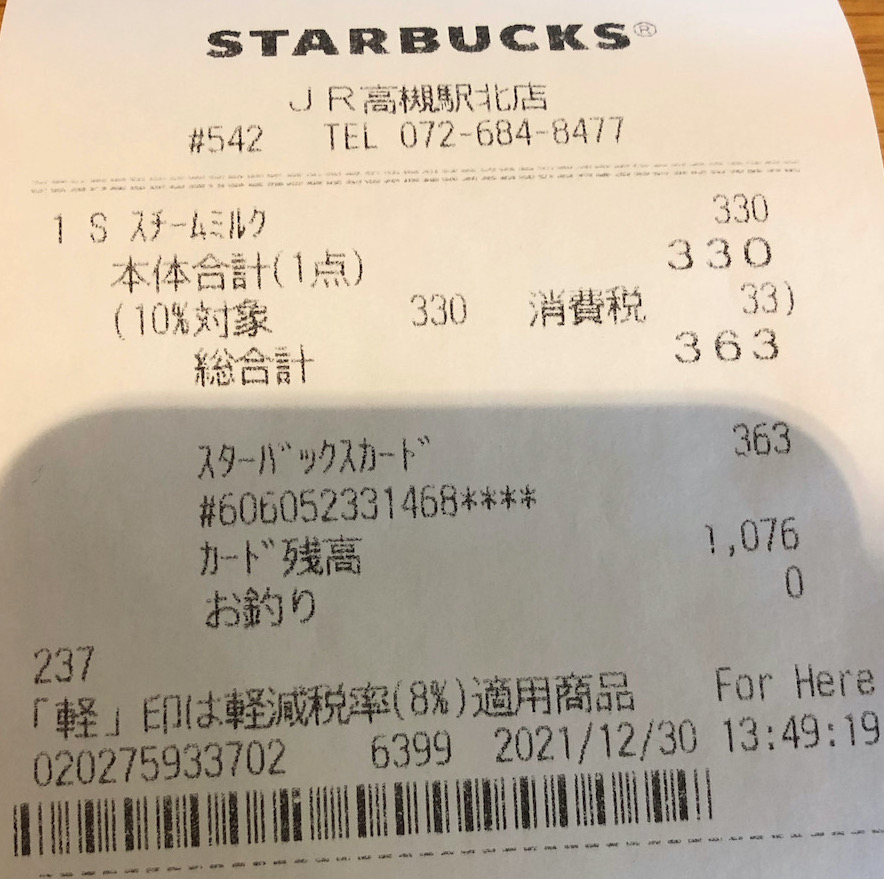 STARBUCKS®
JR高槻駅北店
#542 TEL 072-684-8477
1 S ｽﾁｰﾑﾐﾙｸ 330
本体合計(1点) 330
(10%対象 330 消費税 33)
総合計 363
ｽﾀｰﾊﾞｯｸｽｶｰﾄﾞ 363
#606052331468****
ｶｰﾄﾞ残高 1,076
お釣り 0
237
「軽」印は軽減税率(8%)適用商品 For Here
020275933702 6399 2021/12/30 13:49:19